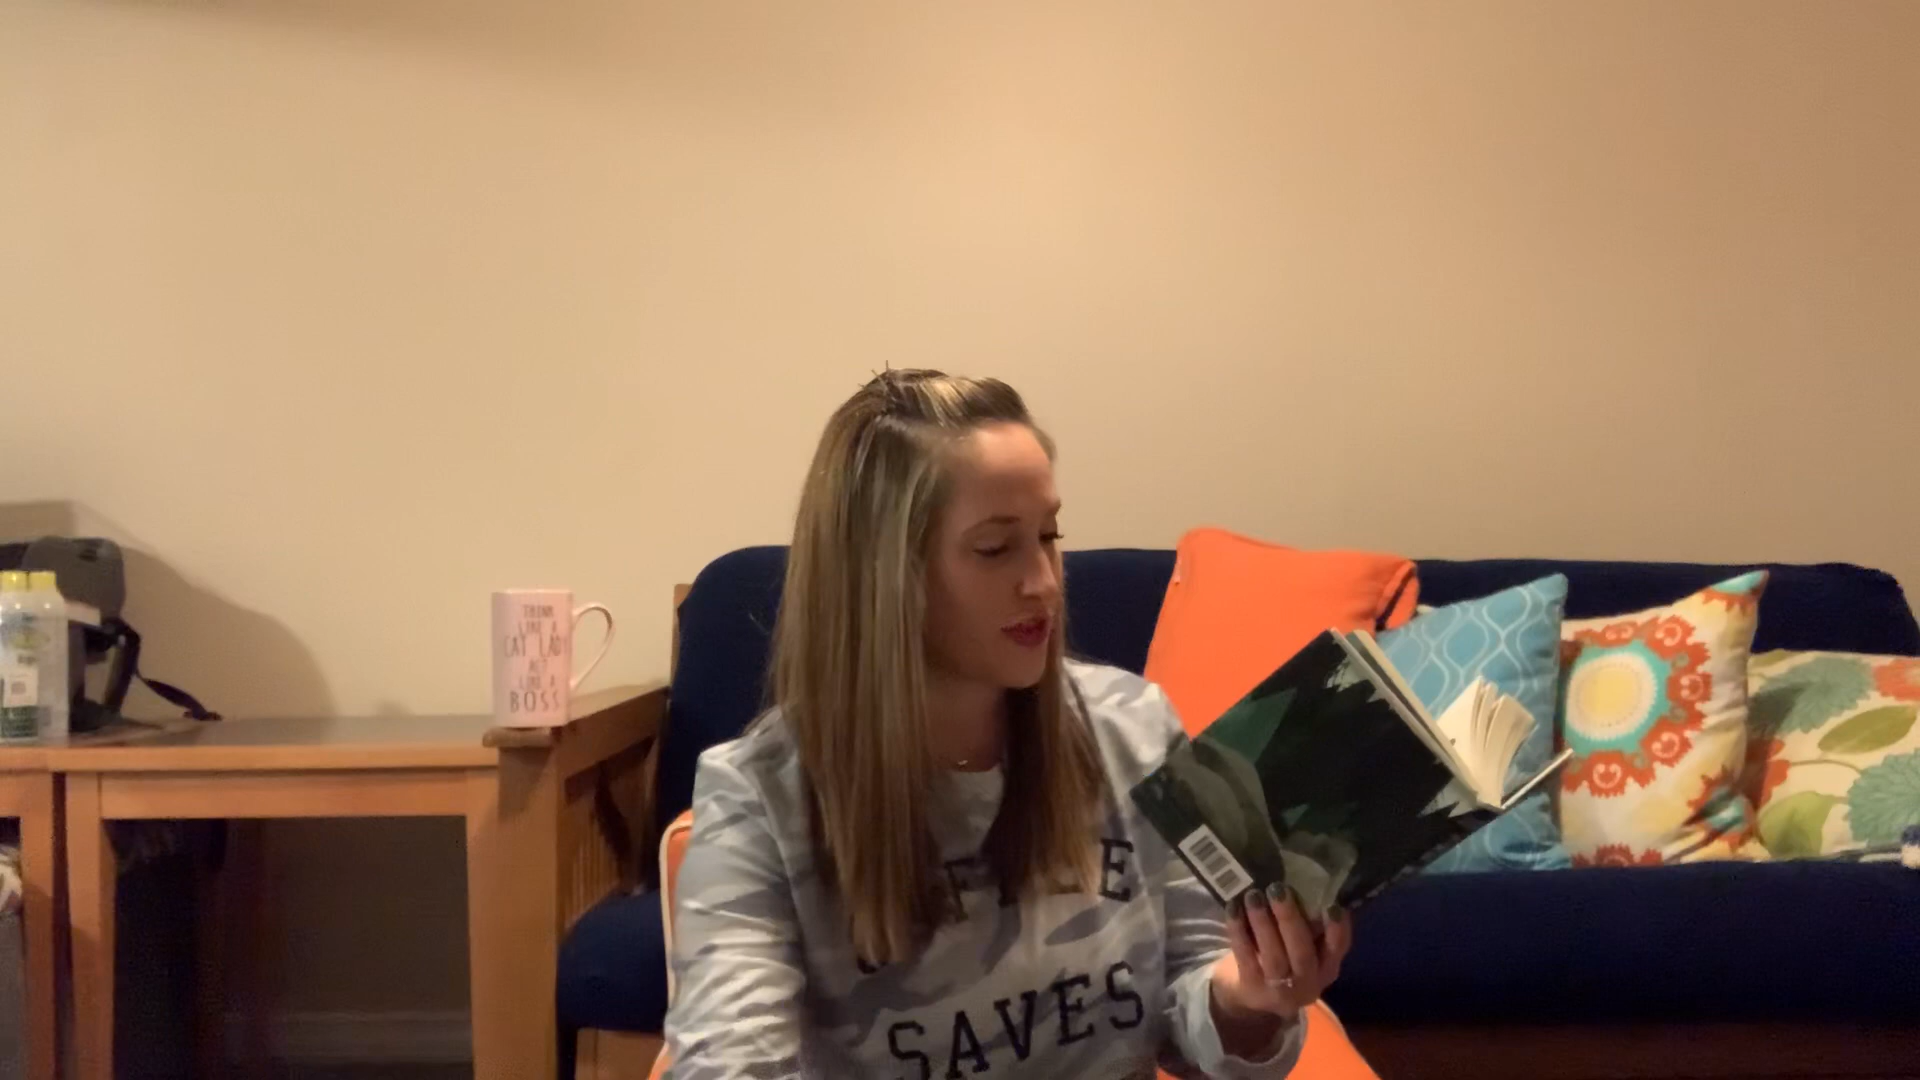 THINK
LIKE A
CAT LADY
ACT
LIKE A
BOSS
SAVES